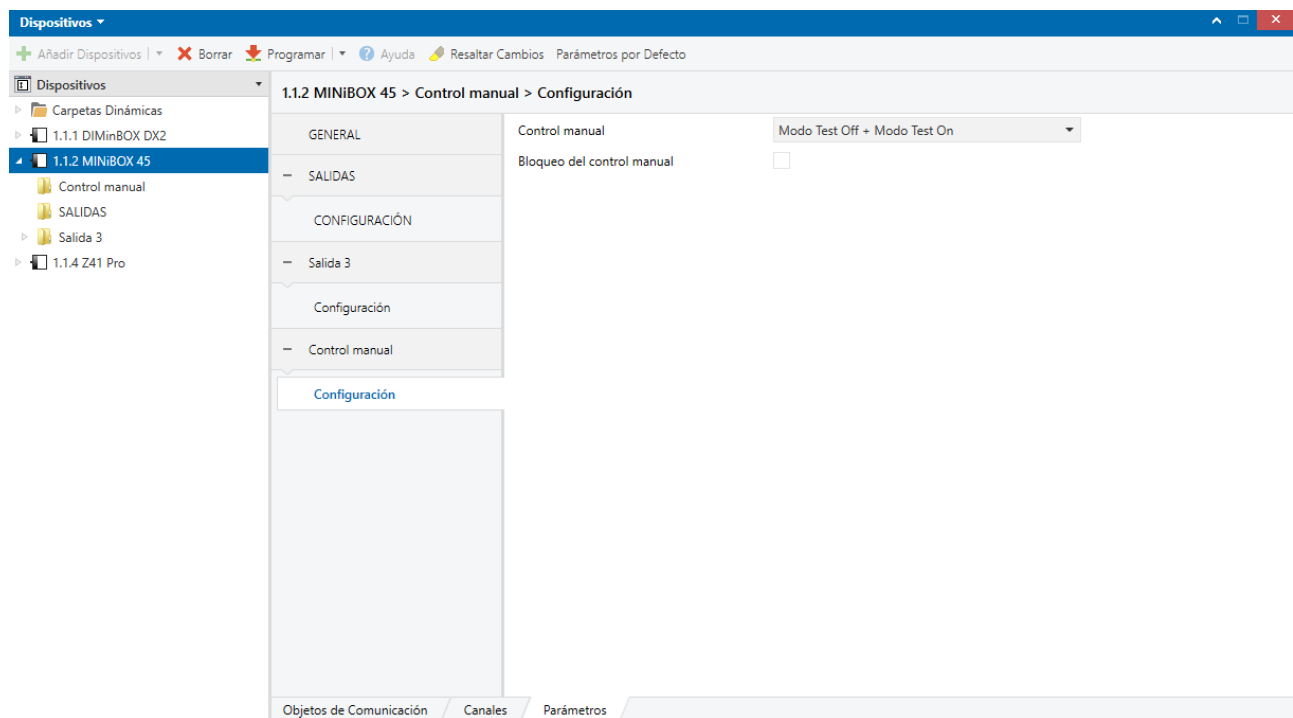 Dispositivos
Añadir Dispositivos Borrar Programar Ayuda Resaltar Cambios Parámetros por Defecto
Dispositivos
Carpetas Dinámicas
1.1.1 DIMinBOX DX2
1.1.2 MINiBOX 45
Control manual
SALIDAS
Salida 3
1.1.4 Z41 Pro
1.1.2 MINiBOX 45 > Control manual > Configuración
GENERAL
SALIDAS
CONFIGURACIÓN
Salida 3
Configuración
Control manual
Configuración
Control manual Modo Test Off + Modo Test On
Bloqueo del control manual
Objetos de Comunicación Canales Parámetros